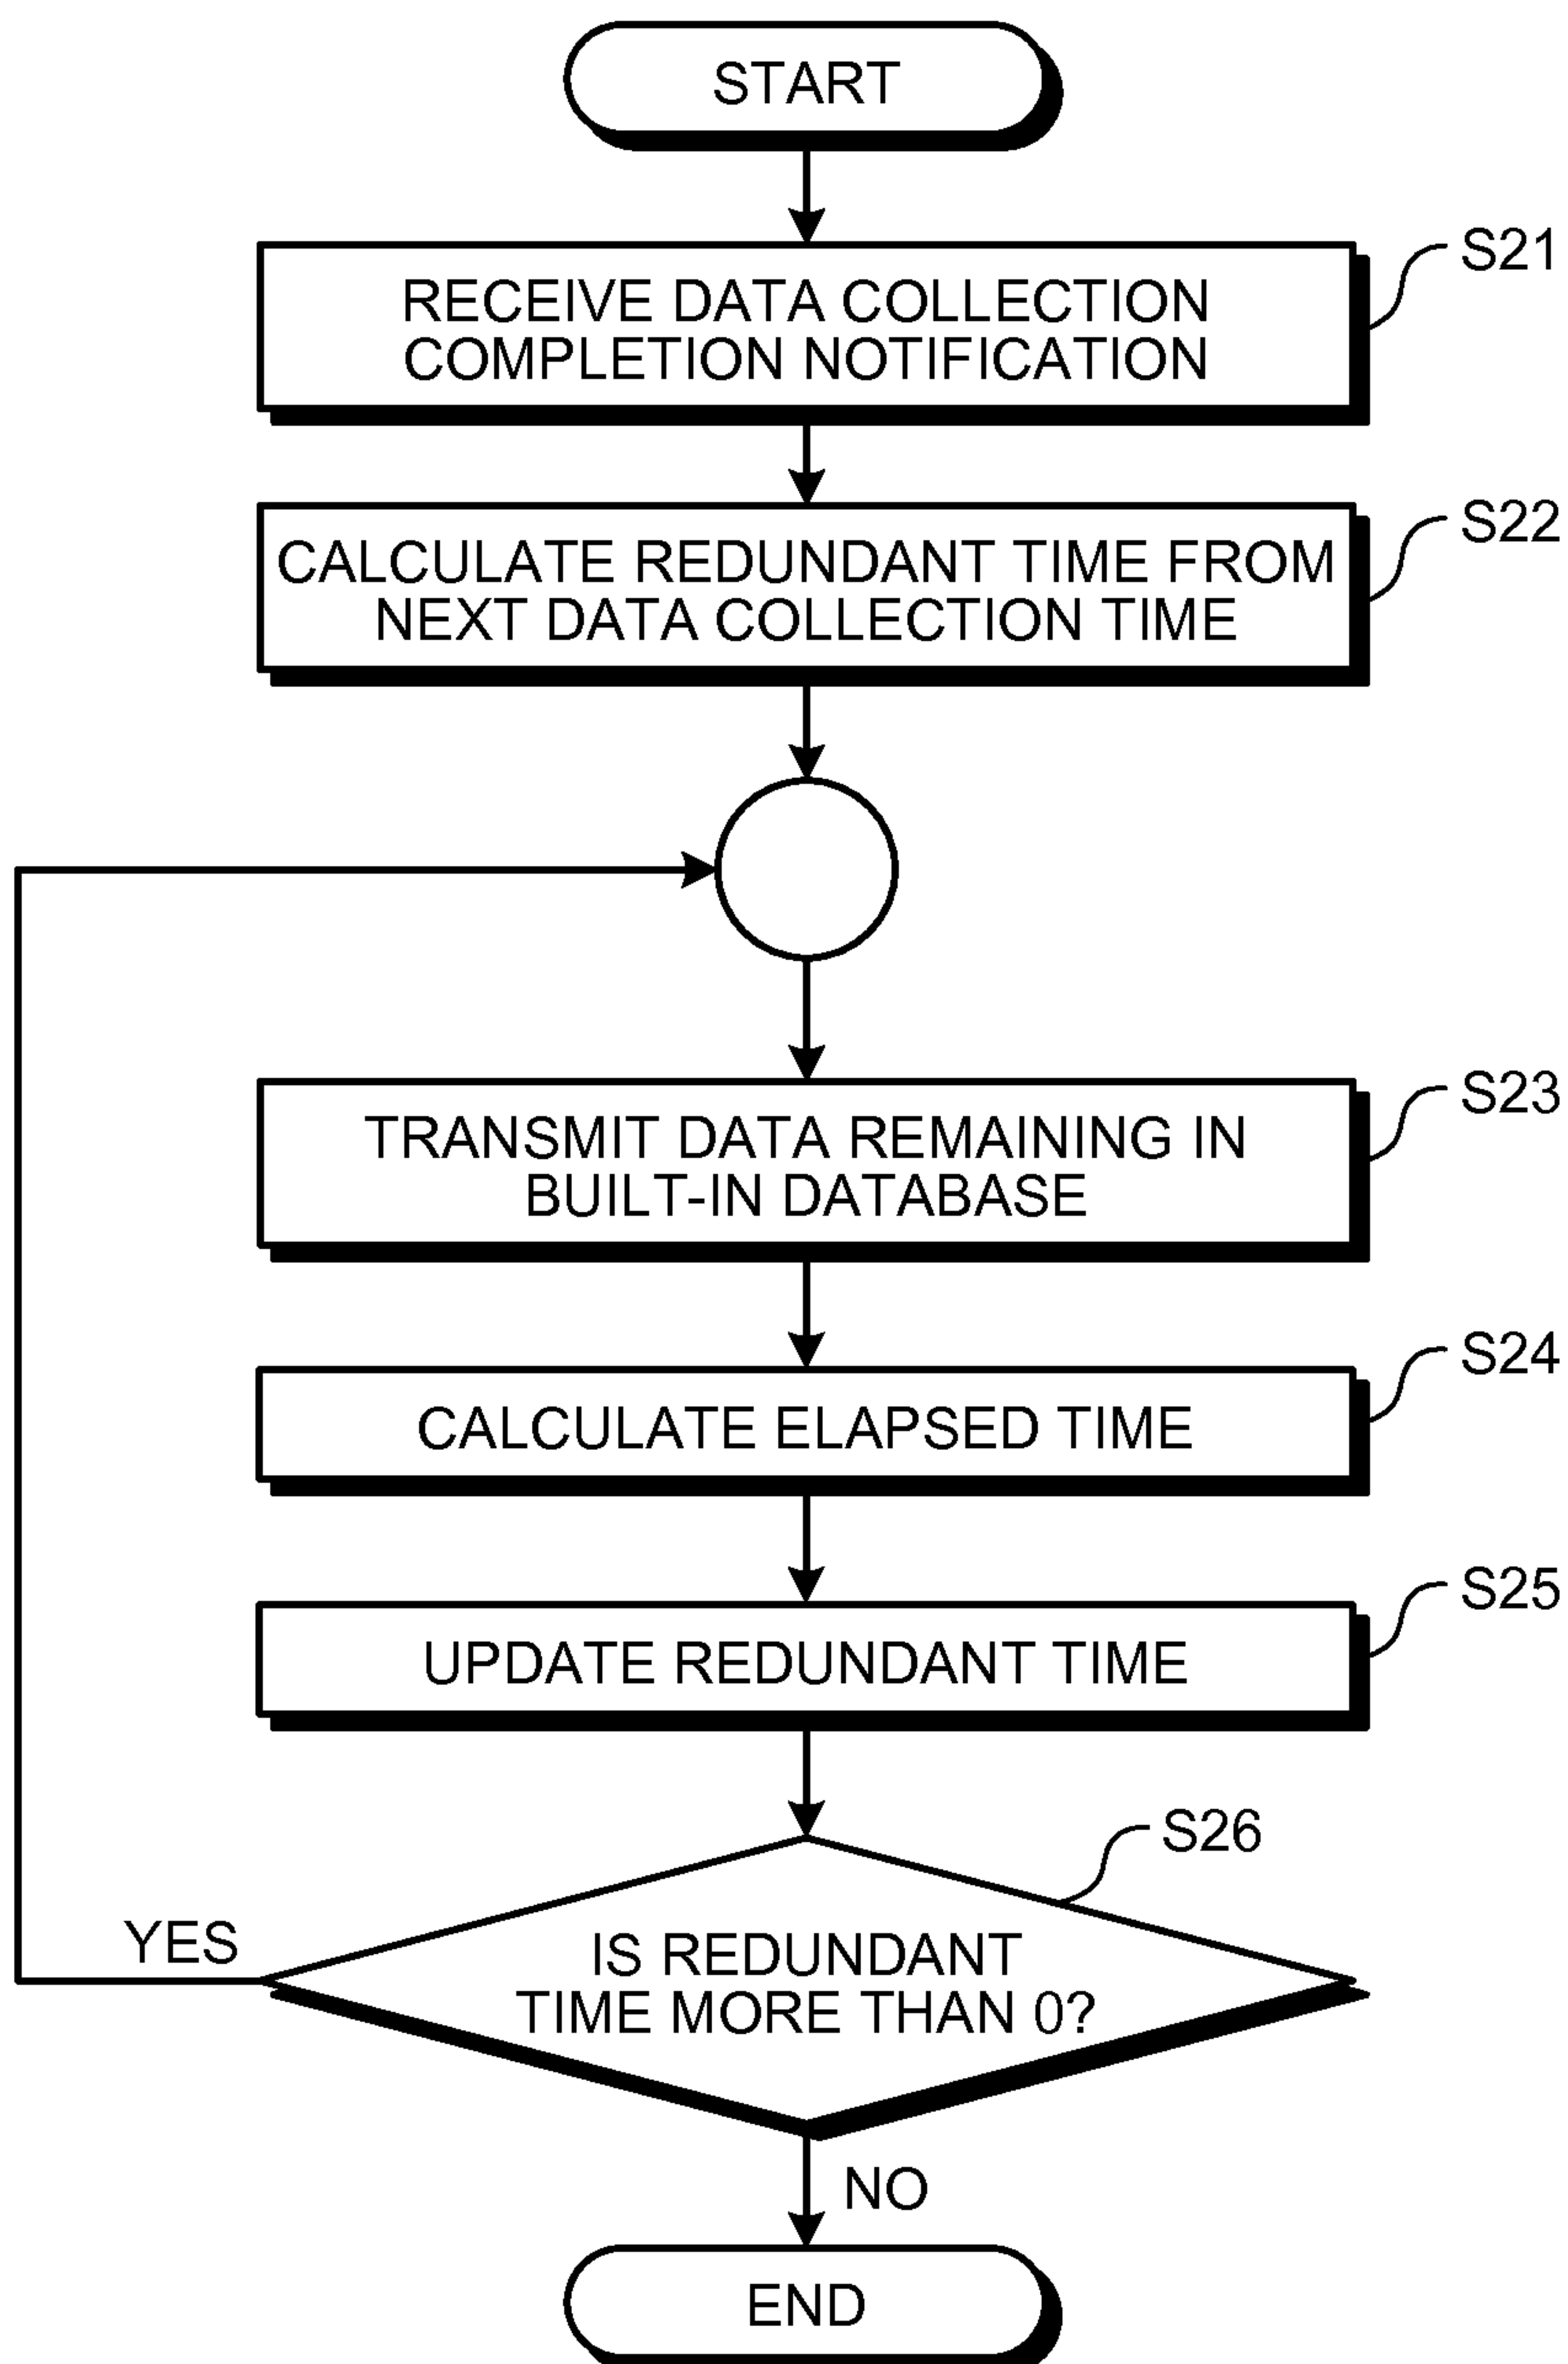 START
S21
RECEIVE DATA COLLECTION
COMPLETION NOTIFICATION
S22
CALCULATE REDUNDANT TIME FROM
NEXT DATA COLLECTION TIME
S23
TRANSMIT DATA REMAINING IN
BUILT-IN DATABASE
S24
CALCULATE ELAPSED TIME
S25
UPDATE REDUNDANT TIME
S26
YES
IS REDUNDANT
TIME MORE THAN 0?
NO
END